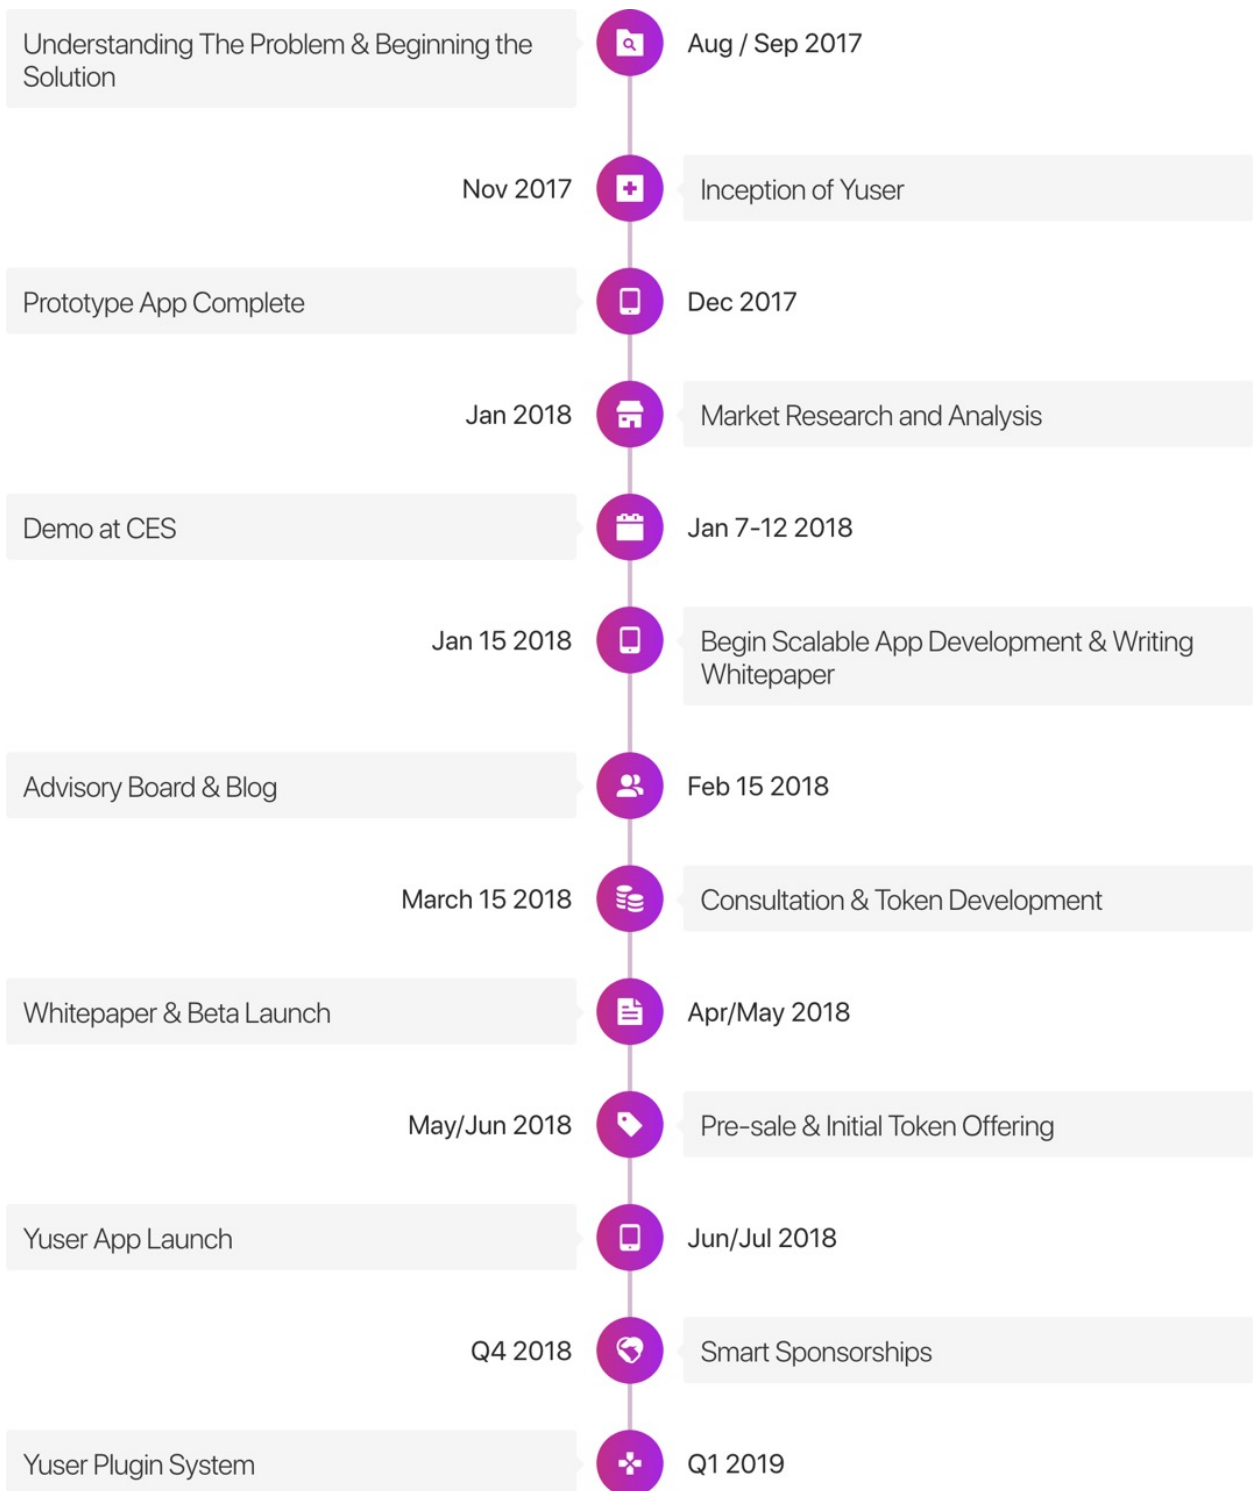 Understanding The Problem & Beginning the
Solution
Aug / Sep 2017
Nov 2017
Inception of Yuser
Prototype App Complete
Dec 2017
Jan 2018
Market Research and Analysis
Demo at CES
Jan 7-12 2018
Jan 15 2018
Begin Scalable App Development & Writing
Whitepaper
Advisory Board & Blog
Feb 15 2018
March 15 2018
Consultation & Token Development
Whitepaper & Beta Launch
Apr/May 2018
May/Jun 2018
Pre-sale & Initial Token Offering
Yuser App Launch
Jun/Jul 2018
Q4 2018
Smart Sponsorships
Yuser Plugin System
Q1 2019